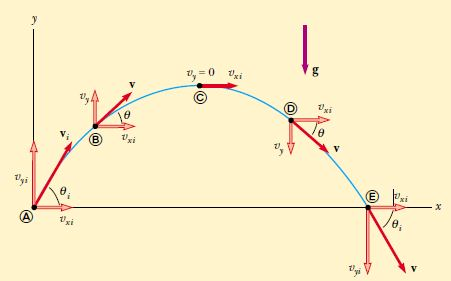 y
v_y = 0 v_xi
g
v
v_y
θ
v_xi
B
C
D
v_xi
θ
v_y
v
v_i
v_yi
θ_i
A
v_xi
E
v_xi
x
θ_i
v_yi
v